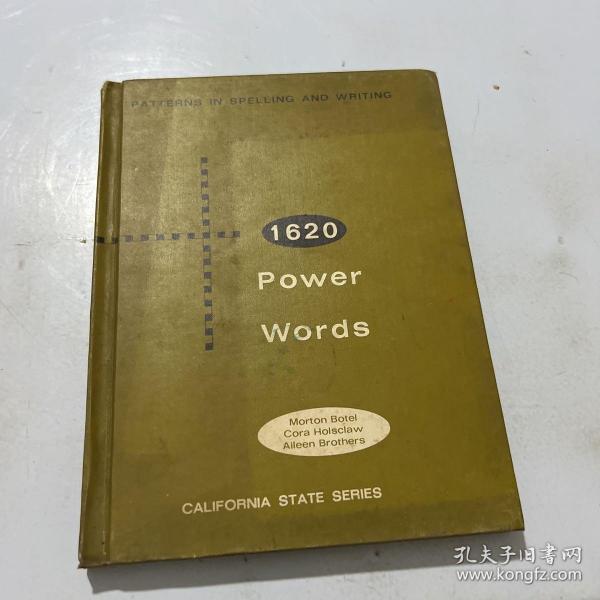 PATTERNS IN SPELLING AND WRITING
1620
Power
Words
Morton Botel
Cora Holsclaw
Aileen Brothers
CALIFORNIA STATE SERIES
孔夫子旧书网
www.kongfz.com